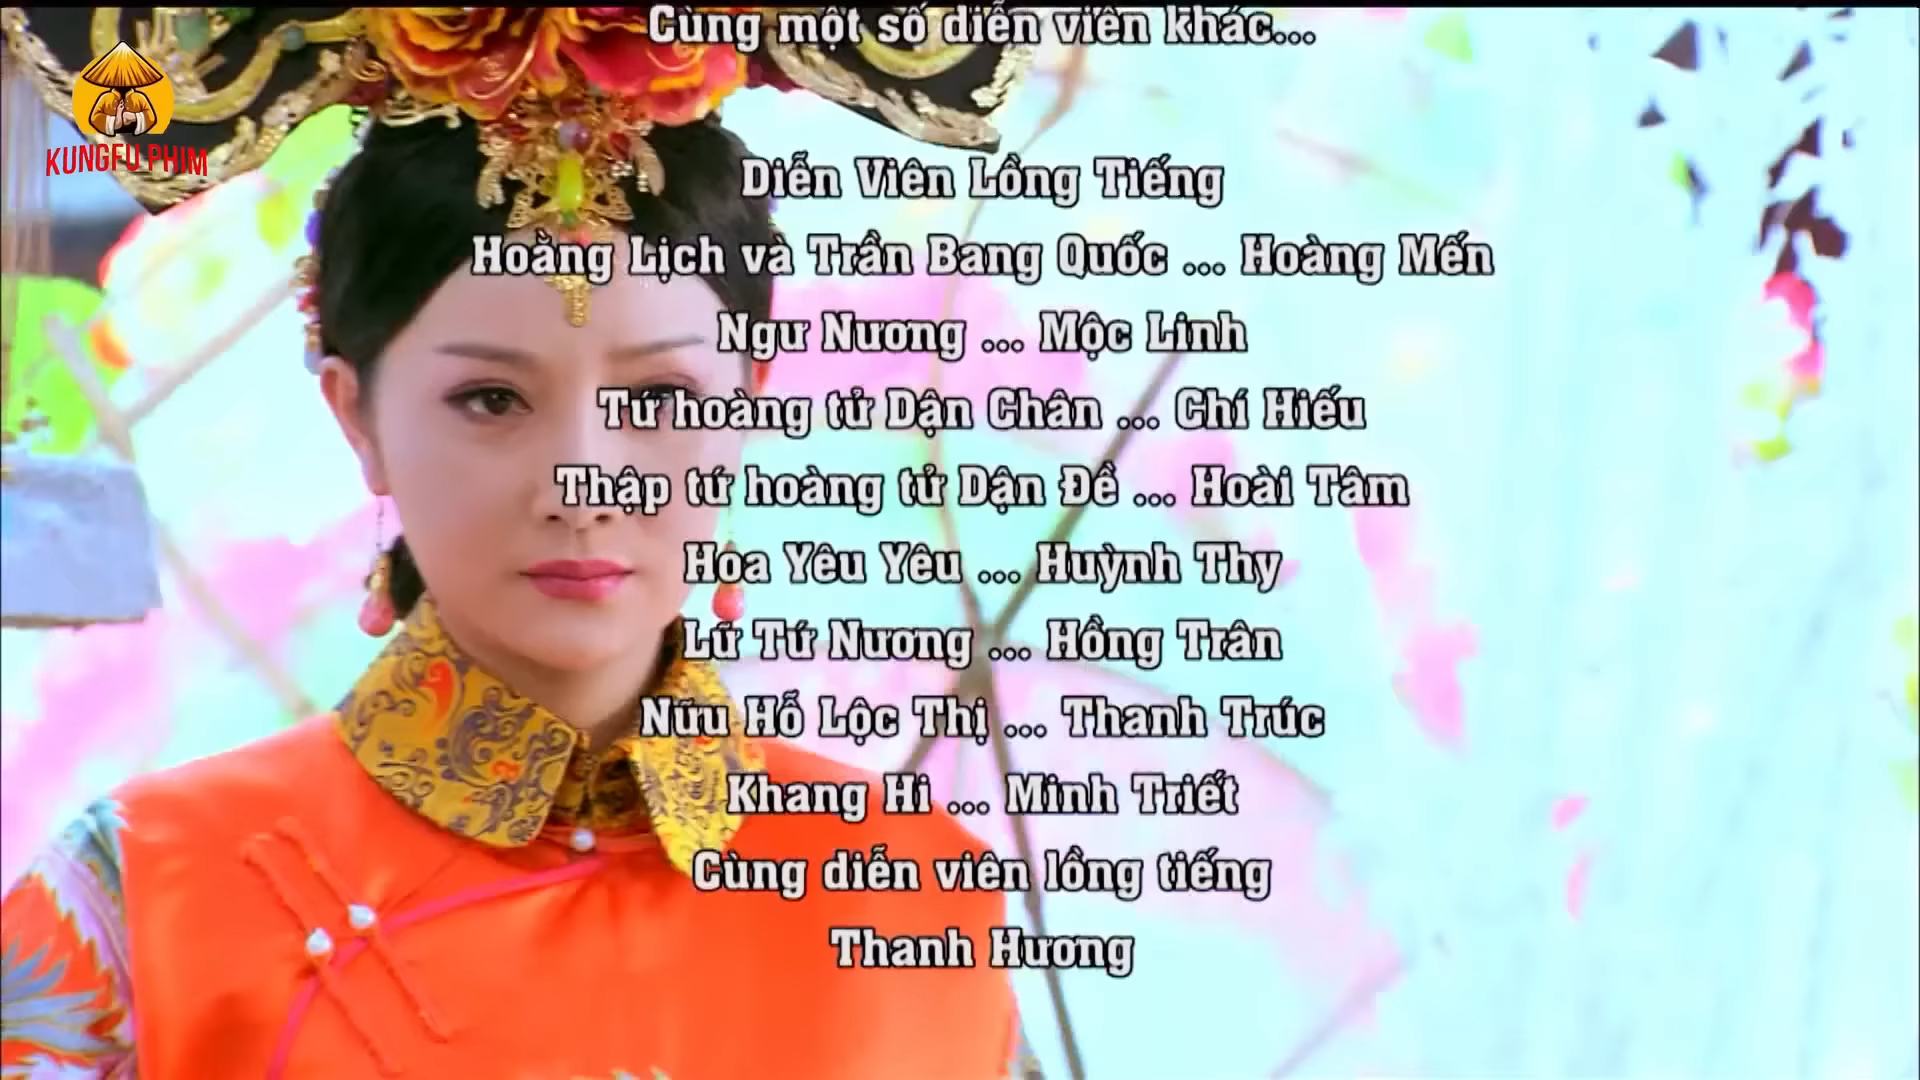 Cùng một số diễn viên khác...
KUNGFU PHIM
Diễn Viên Lồng Tiếng
Hoằng Lịch và Trần Bang Quốc ... Hoàng Mến
Ngư Nương ... Mộc Linh
Tứ hoàng tử Dận Chân ... Chí Hiếu
Thập tứ hoàng tử Dận Đề ... Hoài Tâm
Hoa Yêu Yêu ... Huỳnh Thy
Lữ Tứ Nương ... Hồng Trân
Nữu Hỗ Lộc Thị ... Thanh Trúc
Khang Hi ... Minh Triết
Cùng diễn viên lồng tiếng
Thanh Hương